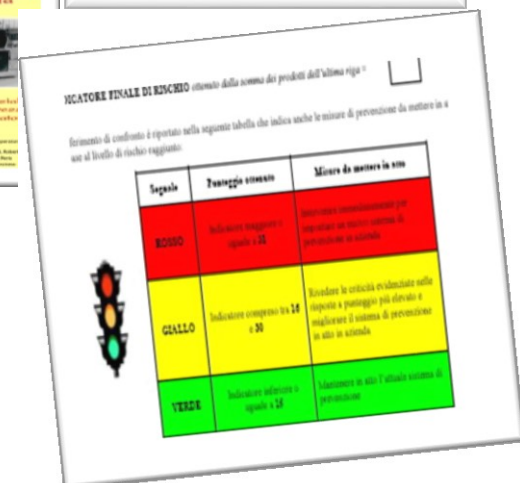 ICATORE FINALE DI RISCHIO ottenuto dalla somma dei prodotti dell'ultima riga =
ferimento di confronto è riportato nella seguente tabella che indica anche le misure di prevenzione da mettere in a
ase al livello di rischio raggiunto.
Segnale
Punteggio ottenuto
Misure da mettere in atto
ROSSO
Indicatore maggiore o
uguale a
Intervenire immediatamente per
impostare un nuovo sistema di
prevenzione in azienda
GIALLO
Indicatore compreso tra 16
e 30
Rivedere le criticità evidenziate nelle
risposte a punteggio più elevato e
migliorare il sistema di prevenzione
in atto in azienda
VERDE
Indicatore inferiore o
uguale a 15
Mantenere in atto l'attuale sistema di
prevenzione